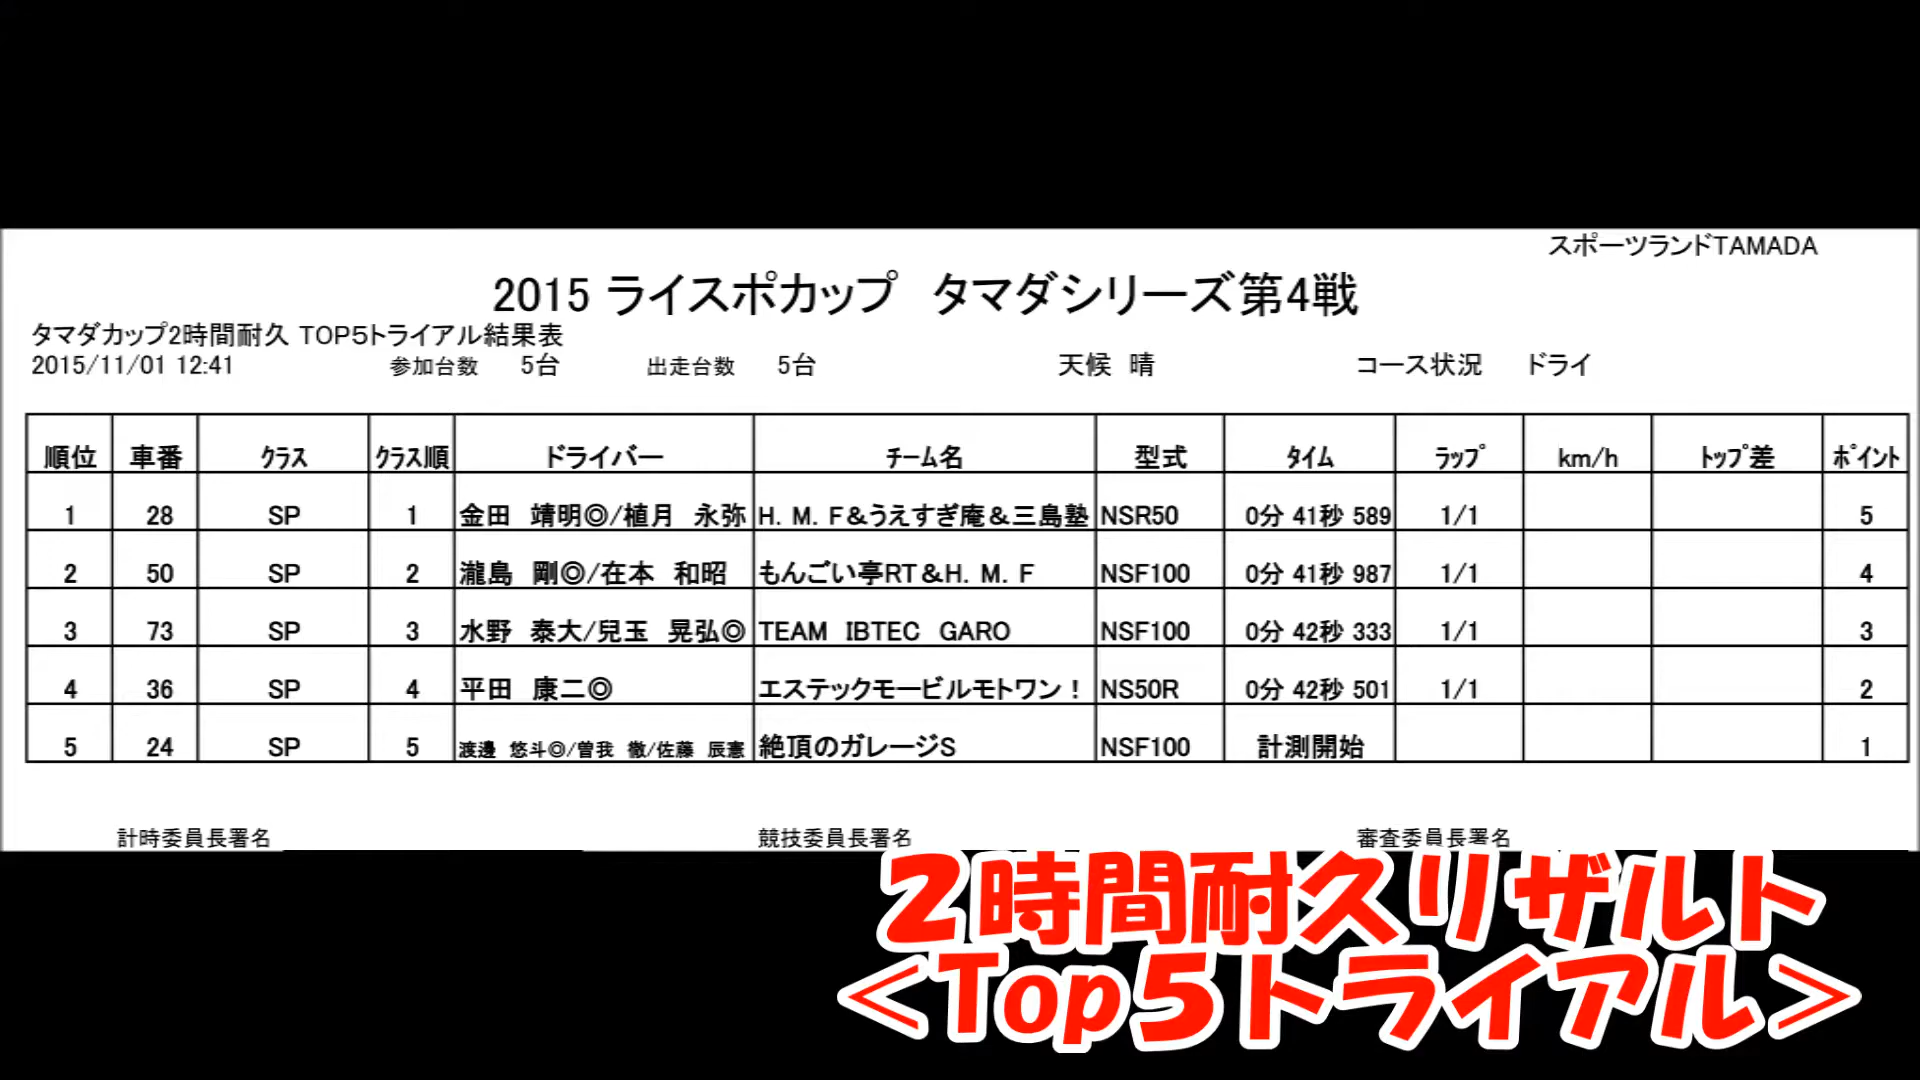 スポーツランドTAMADA
2015 ライスポカップ　タマダシリーズ第4戦
タマダカップ2時間耐久 TOP5トライアル結果表
2015/11/01 12:41　参加台数　5台　出走台数　5台　天候　晴　コース状況　ドライ
順位　車番　ｸﾗｽ　ｸﾗｽ順　ドライバー　ﾁｰﾑ名　型式　ﾀｲﾑ　ﾗｯﾌﾟ　km/h　ﾄｯﾌﾟ差　ﾎﾟｲﾝﾄ
1　28　SP　1　金田　靖明◎/植月　永弥　H．M．F＆うえすぎ庵＆三島塾　NSR50　0分 41秒 589　1/1　5
2　50　SP　2　瀧島　剛◎/在本　和昭　もんごい亭RT＆H．M．F　NSF100　0分 41秒 987　1/1　4
3　73　SP　3　水野　泰大/兒玉　晃弘◎　TEAM　IBTEC　GARO　NSF100　0分 42秒 333　1/1　3
4　36　SP　4　平田　康二◎　エステックモービルモトワン！　NS50R　0分 42秒 501　1/1　2
5　24　SP　5　渡邊　悠斗◎/曽我　徹/佐藤　辰憲　絶頂のガレージS　NSF100　計測開始　1
計時委員長署名　競技委員長署名　審査委員長署名
２時間耐久リザルト
＜Top５トライアル＞